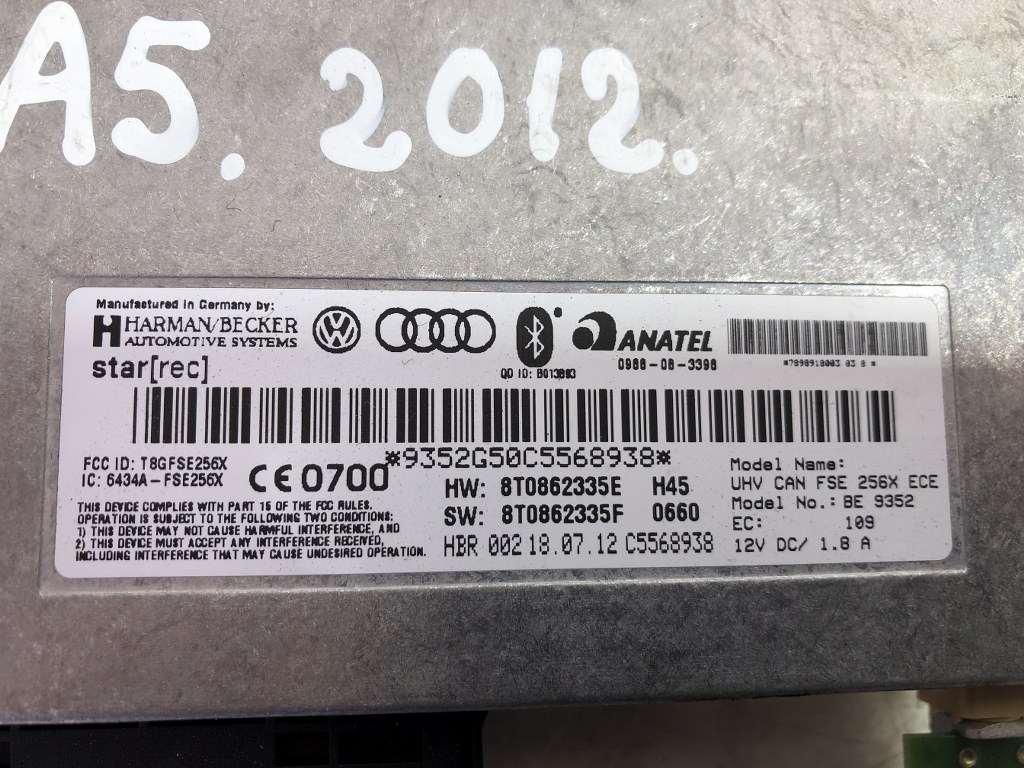 A5. 2012.
Manufactured in Germany by:
HARMAN/BECKER
AUTOMOTIVE SYSTEMS
star[rec]
QD ID: B013863
ANATEL
0986-08-3396
*9352G50C5568938*
FCC ID: T8GFSE256X
IC: 6434A-FSE256X
CE 0700
THIS DEVICE COMPLIES WITH PART 15 OF THE FCC RULES.
OPERATION IS SUBJECT TO THE FOLLOWING TWO CONDITIONS:
1) THIS DEVICE MAY NOT CAUSE HARMFUL INTERFERENCE, AND
2) THIS DEVICE MUST ACCEPT ANY INTERFERENCE RECEIVED,
INCLUDING INTERFERENCE THAT MAY CAUSE UNDESIRED OPERATION.
HW: 8T0862335E H45
SW: 8T0862335F 0660
HBR 002 18.07.12 C5568938
Model Name:
UHV CAN FSE 256X ECE
Model No.: BE 9352
EC: 109
12V DC/ 1.8 A